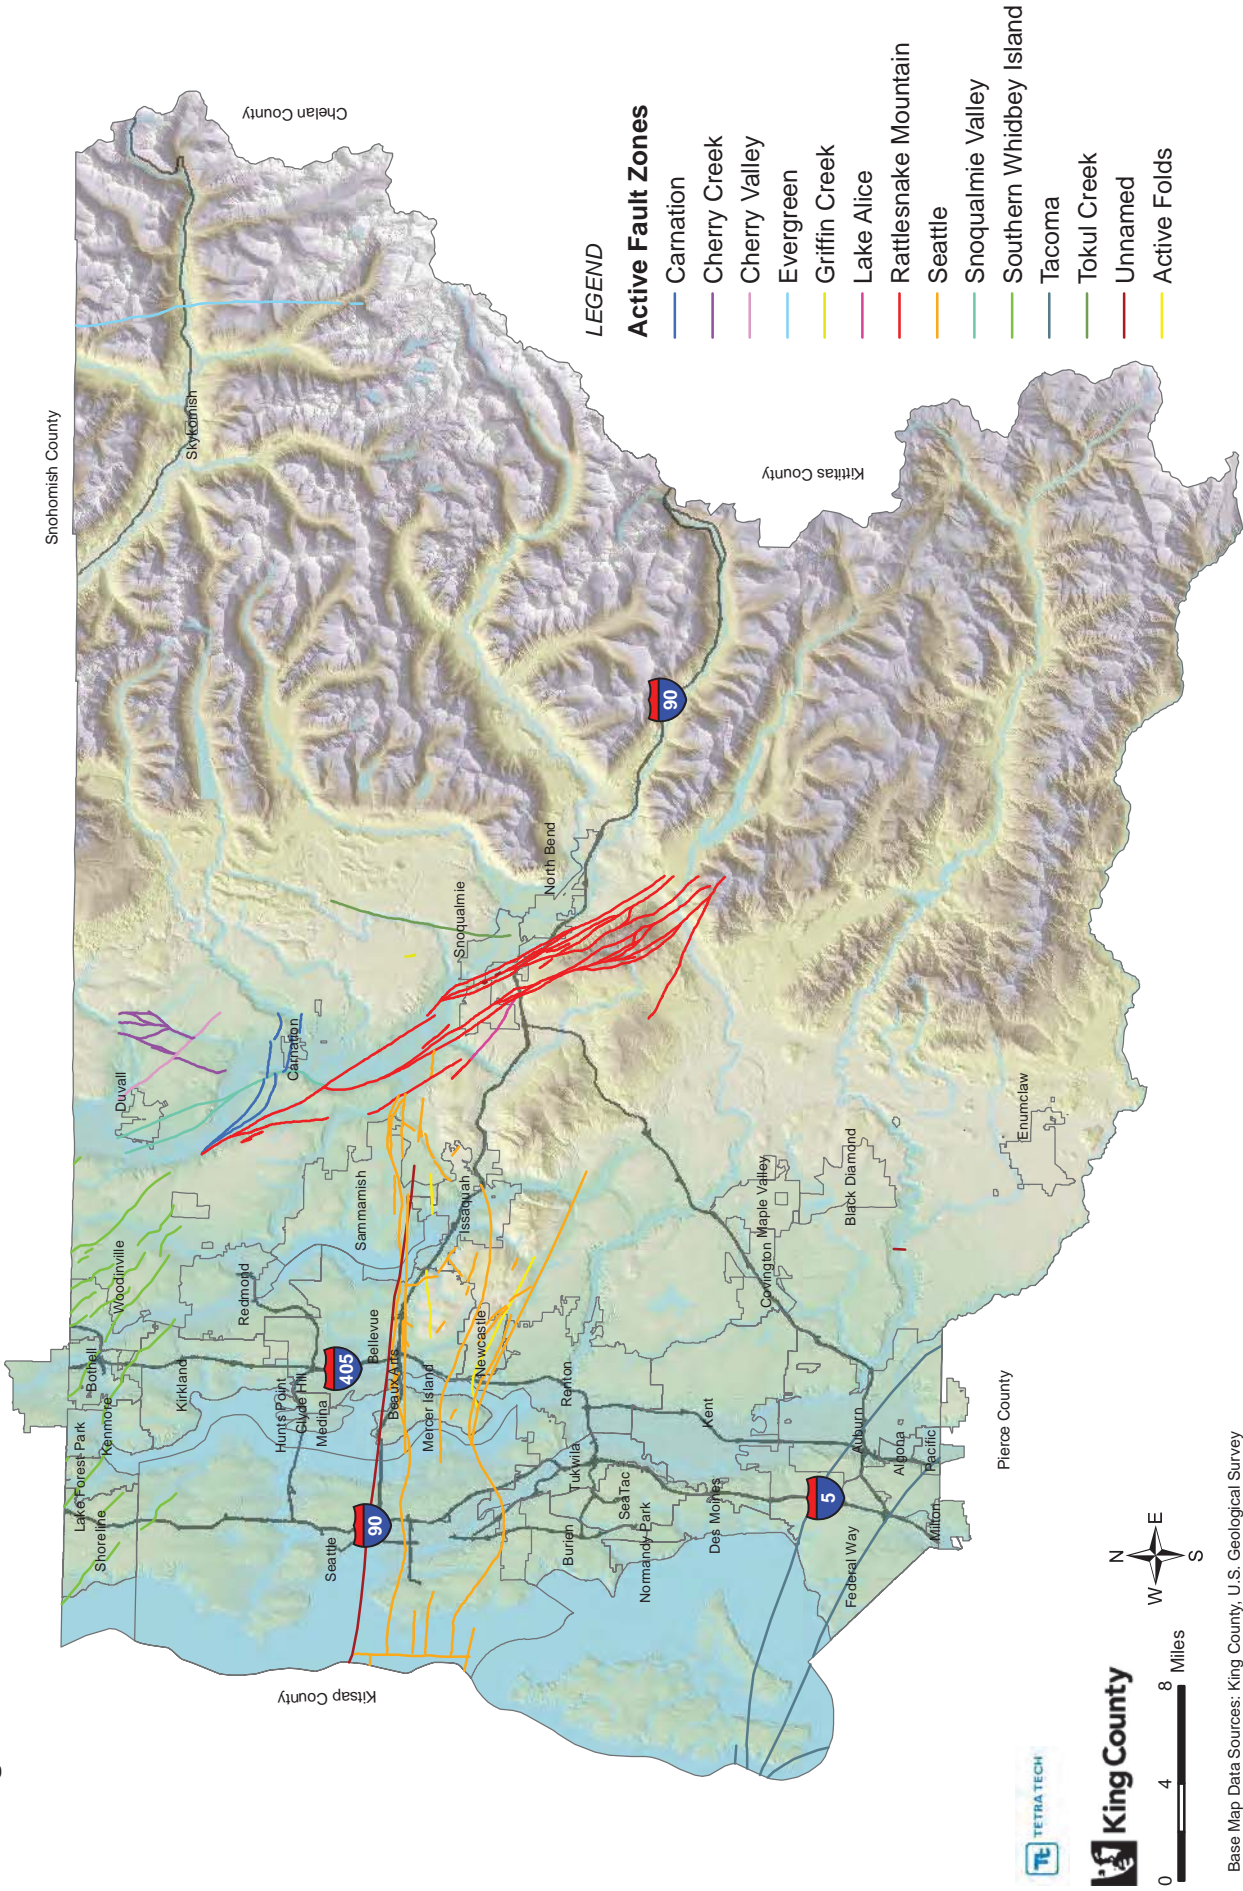 Snohomish County
Chelan County
Kittitas County
Pierce County
Kitsap County
Skykomish
Duvall
Carnation
Snoqualmie
North Bend
Woodinville
Bothell
Kenmore
Lake Forest Park
Shoreline
Kirkland
Redmond
Sammamish
Hunts Point
Clyde Hill
Medina
Bellevue
Beaux Arts
Mercer Island
Newcastle
Issaquah
Seattle
Renton
Tukwila
SeaTac
Burien
Normandy Park
Des Moines
Kent
Covington
Maple Valley
Black Diamond
Enumclaw
Auburn
Algona
Pacific
Milton
Federal Way
405
90
90
5
LEGEND
Active Fault Zones
Carnation
Cherry Creek
Cherry Valley
Evergreen
Griffin Creek
Lake Alice
Rattlesnake Mountain
Seattle
Snoqualmie Valley
Southern Whidbey Island
Tacoma
Tokul Creek
Unnamed
Active Folds
N
W
E
S
TETRA TECH
King County
0 4 8
Miles
Base Map Data Sources: King County, U.S. Geological Survey